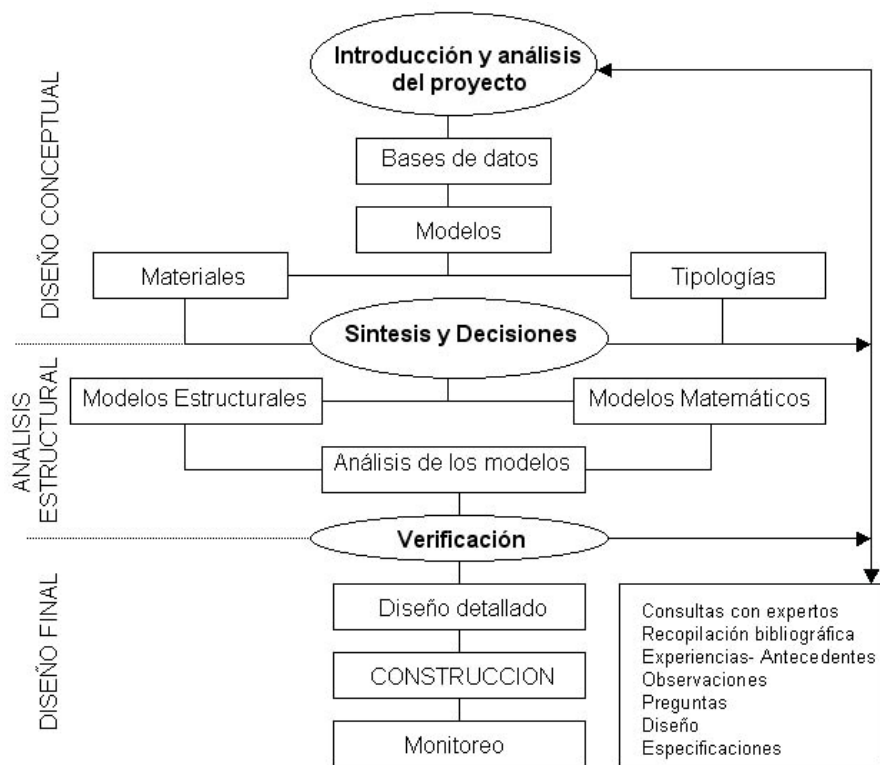 Introducción y análisis
del proyecto
DISEÑO CONCEPTUAL
Bases de datos
Modelos
Materiales
Tipologías
Sintesis y Decisiones
ANALISIS
ESTRUCTURAL
Modelos Estructurales
Modelos Matemáticos
Análisis de los modelos
Verificación
DISEÑO FINAL
Diseño detallado
CONSTRUCCION
Monitoreo
Consultas con expertos
Recopilación bibliográfica
Experiencias- Antecedentes
Observaciones
Preguntas
Diseño
Especificaciones